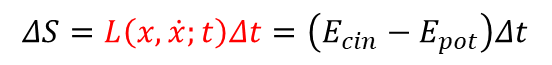 ΔS = L(x, ẋ; t)Δt = (E_cin − E_pot)Δt